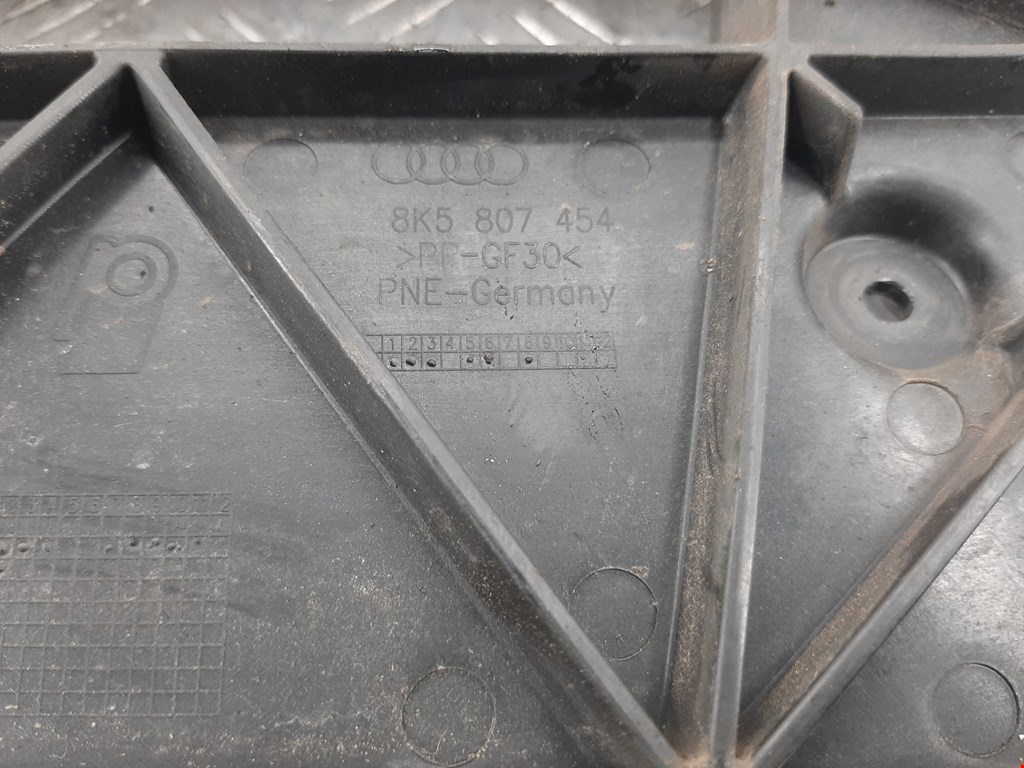 8K5 807 454
>PP-GF30<
PNE-Germany
1 2 3 4 5 6 7 8 9 10 11 12